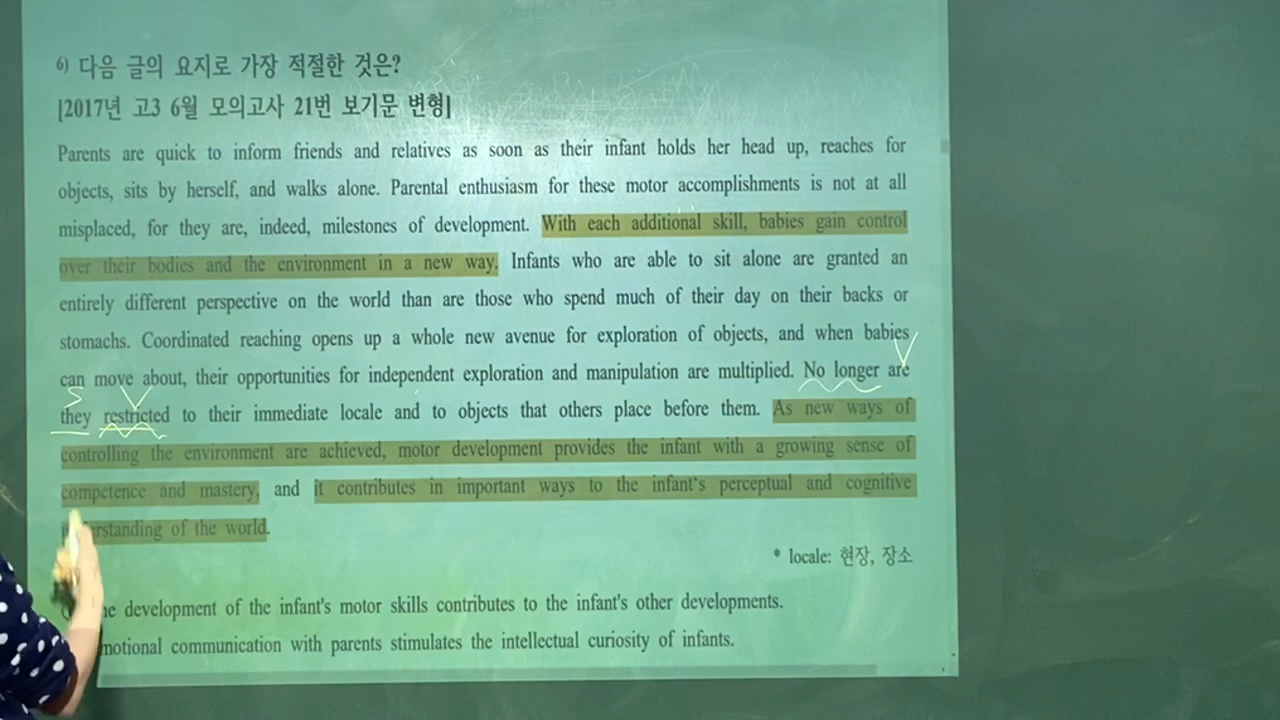 6) 다음 글의 요지로 가장 적절한 것은?
[2017년 고3 6월 모의고사 21번 보기문 변형]
Parents are quick to inform friends and relatives as soon as their infant holds her head up, reaches for
objects, sits by herself, and walks alone. Parental enthusiasm for these motor accomplishments is not at all
misplaced, for they are, indeed, milestones of development. With each additional skill, babies gain control
over their bodies and the environment in a new way. Infants who are able to sit alone are granted an
entirely different perspective on the world than are those who spend much of their day on their backs or
stomachs. Coordinated reaching opens up a whole new avenue for exploration of objects, and when babies
can move about, their opportunities for independent exploration and manipulation are multiplied. No longer are
they restricted to their immediate locale and to objects that others place before them. As new ways of
controlling the environment are achieved, motor development provides the infant with a growing sense of
competence and mastery, and it contributes in important ways to the infant's perceptual and cognitive
of the world.
* locale: 현장, 장소
development of the infant's motor skills contributes to the infant's other developments.
communication with parents stimulates the intellectual curiosity of infants.